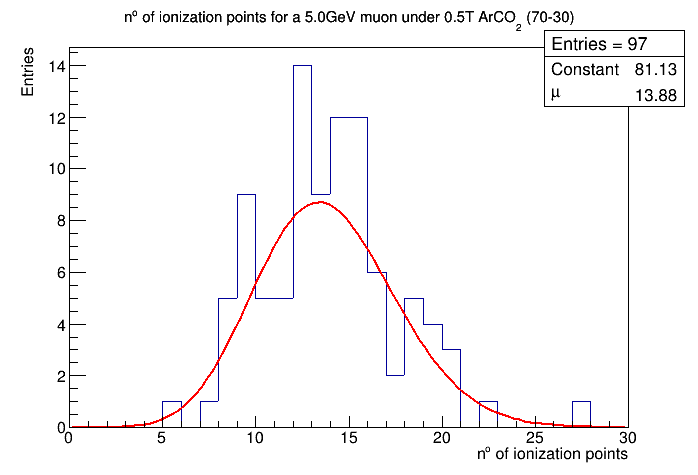 nº of ionization points for a 5.0GeV muon under 0.5T ArCO2 (70-30)
Entries = 97
Constant 81.13
μ 13.88
Entries
14
12
10
8
6
4
2
0
0 5 10 15 20 25 30
nº of ionization points